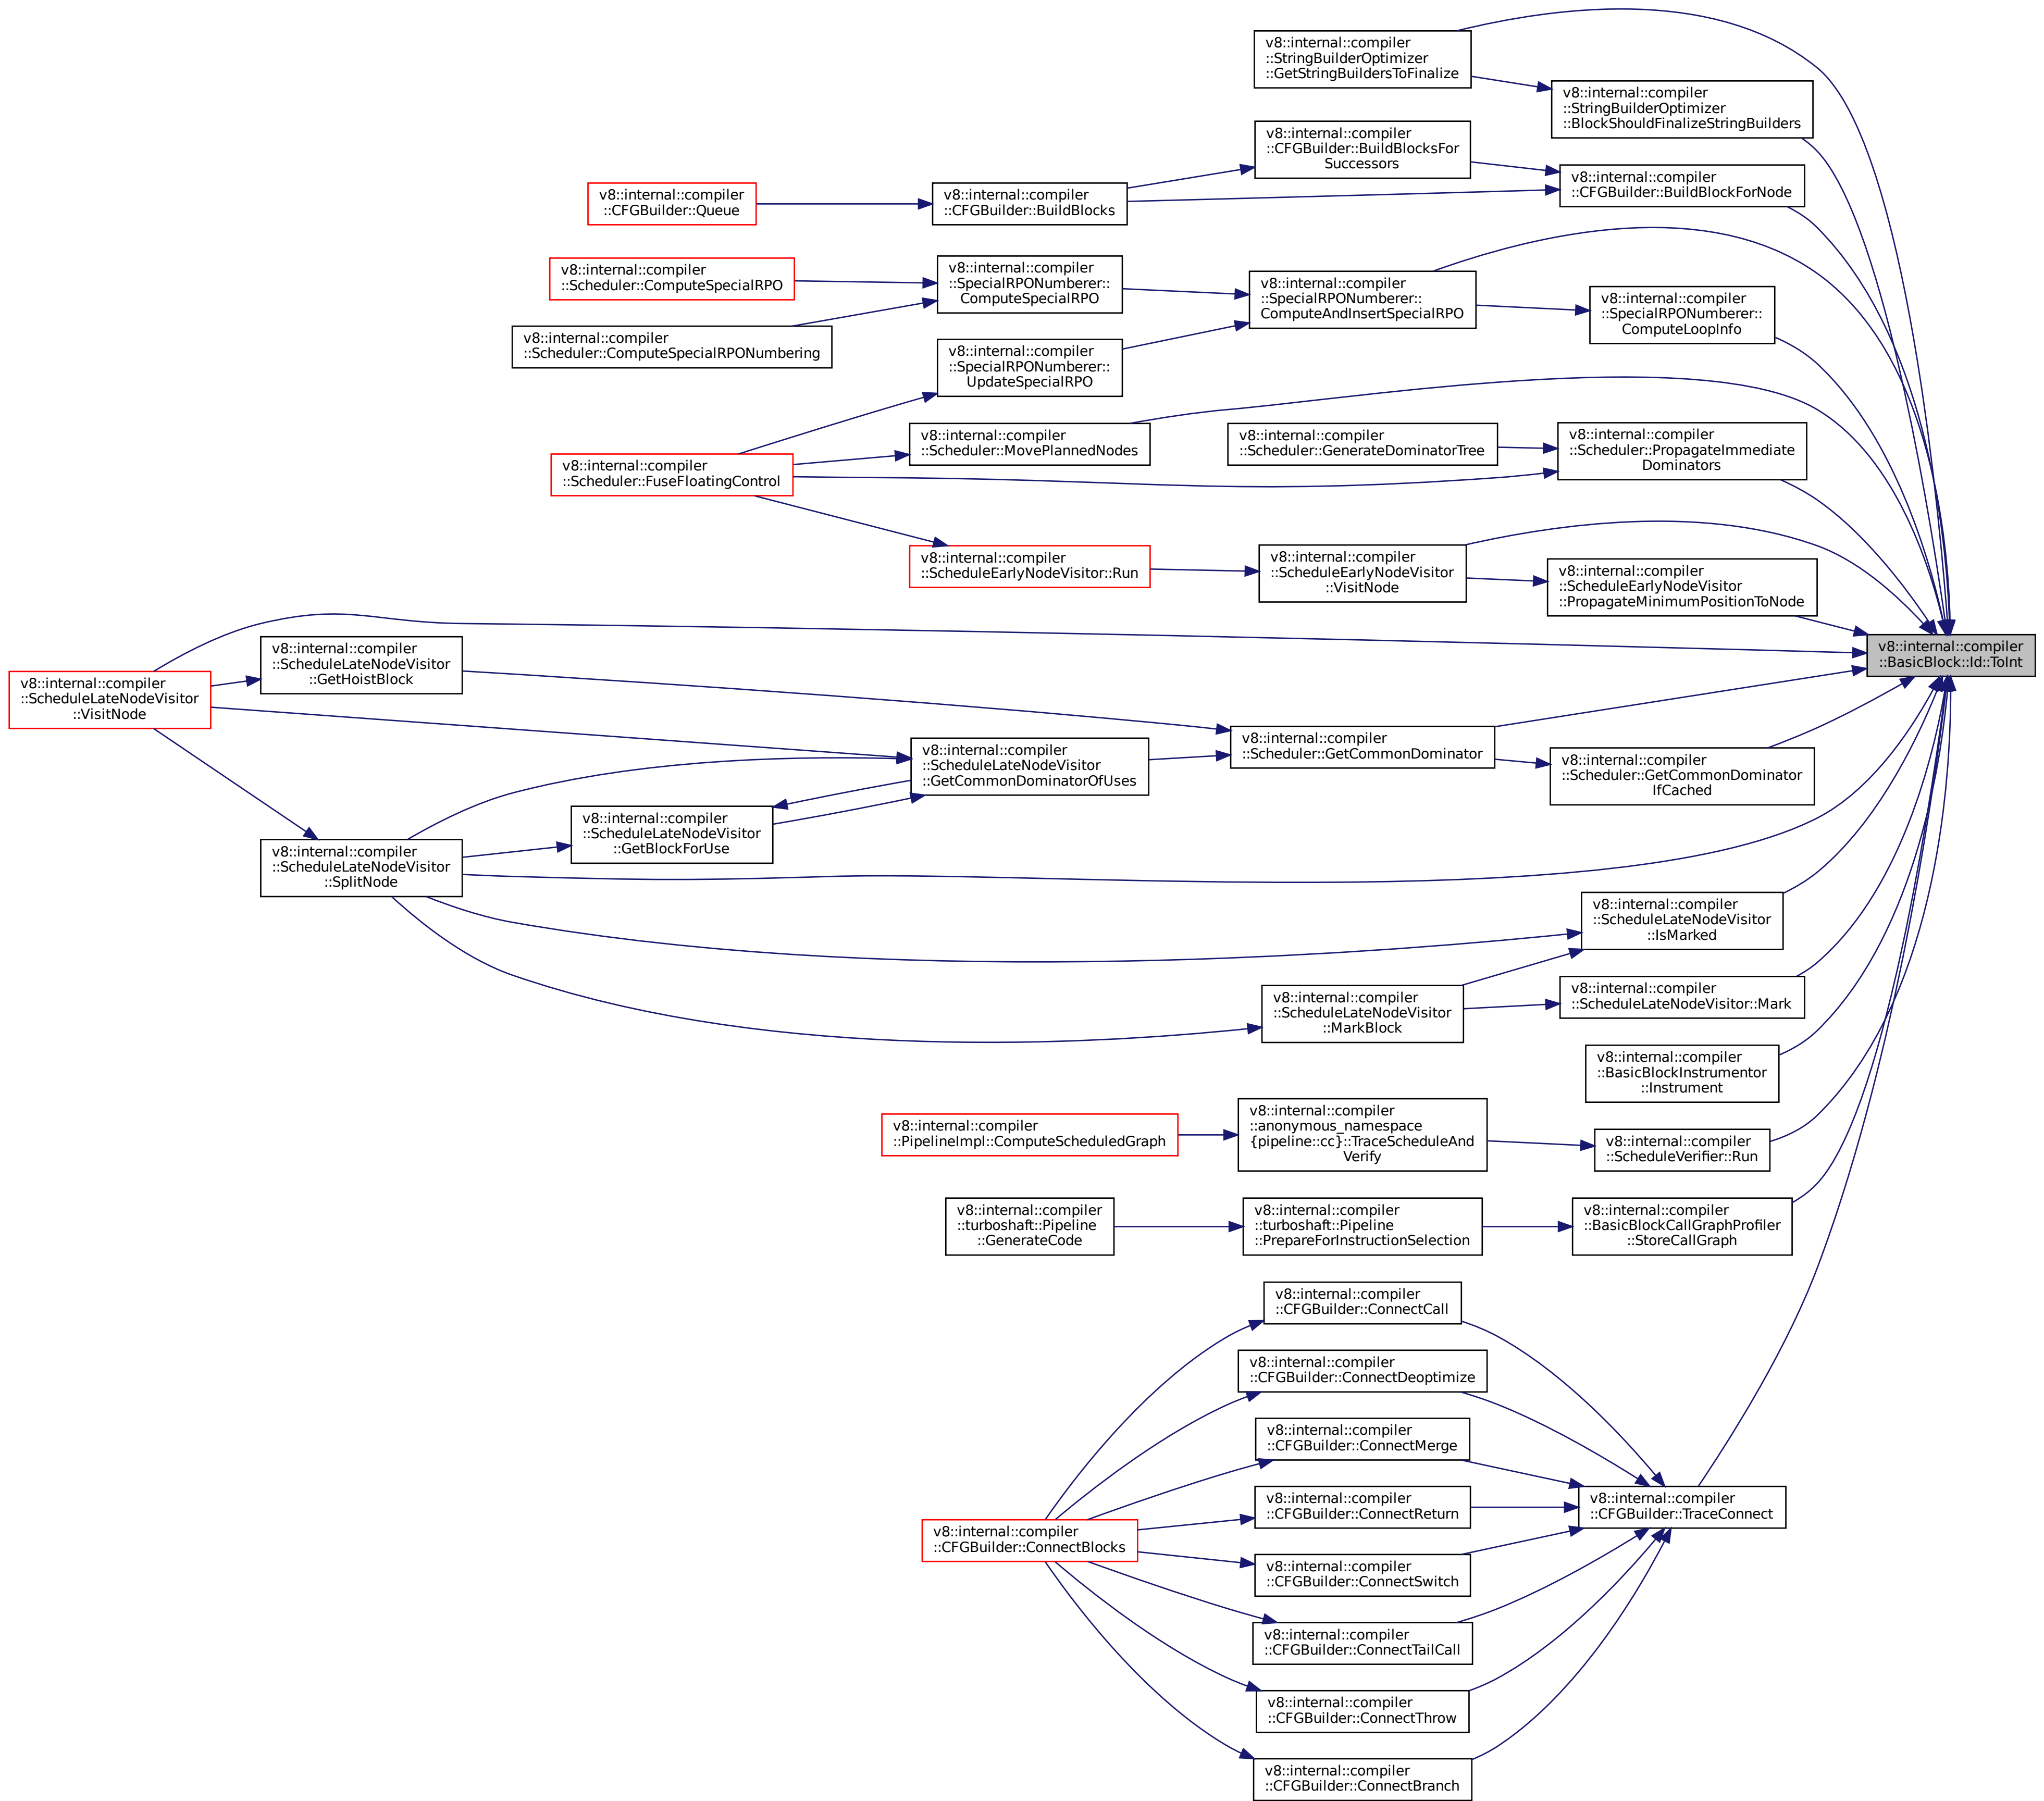 v8::internal::compiler
::StringBuilderOptimizer
::GetStringBuildersToFinalize
v8::internal::compiler
::StringBuilderOptimizer
::BlockShouldFinalizeStringBuilders
v8::internal::compiler
::CFGBuilder::BuildBlocksFor
Successors
v8::internal::compiler
::CFGBuilder::BuildBlockForNode
v8::internal::compiler
::CFGBuilder::Queue
v8::internal::compiler
::CFGBuilder::BuildBlocks
v8::internal::compiler
::Scheduler::ComputeSpecialRPO
v8::internal::compiler
::SpecialRPONumberer::
ComputeSpecialRPO
v8::internal::compiler
::SpecialRPONumberer::
ComputeAndInsertSpecialRPO
v8::internal::compiler
::SpecialRPONumberer::
ComputeLoopInfo
v8::internal::compiler
::Scheduler::ComputeSpecialRPONumbering
v8::internal::compiler
::SpecialRPONumberer::
UpdateSpecialRPO
v8::internal::compiler
::Scheduler::MovePlannedNodes
v8::internal::compiler
::Scheduler::GenerateDominatorTree
v8::internal::compiler
::Scheduler::PropagateImmediate
Dominators
v8::internal::compiler
::Scheduler::FuseFloatingControl
v8::internal::compiler
::ScheduleEarlyNodeVisitor::Run
v8::internal::compiler
::ScheduleEarlyNodeVisitor
::VisitNode
v8::internal::compiler
::ScheduleEarlyNodeVisitor
::PropagateMinimumPositionToNode
v8::internal::compiler
::BasicBlock::Id::ToInt
v8::internal::compiler
::ScheduleLateNodeVisitor
::GetHoistBlock
v8::internal::compiler
::ScheduleLateNodeVisitor
::VisitNode
v8::internal::compiler
::ScheduleLateNodeVisitor
::GetCommonDominatorOfUses
v8::internal::compiler
::Scheduler::GetCommonDominator
v8::internal::compiler
::Scheduler::GetCommonDominator
IfCached
v8::internal::compiler
::ScheduleLateNodeVisitor
::GetBlockForUse
v8::internal::compiler
::ScheduleLateNodeVisitor
::SplitNode
v8::internal::compiler
::ScheduleLateNodeVisitor
::IsMarked
v8::internal::compiler
::ScheduleLateNodeVisitor
::MarkBlock
v8::internal::compiler
::ScheduleLateNodeVisitor::Mark
v8::internal::compiler
::BasicBlockInstrumentor
::Instrument
v8::internal::compiler
::PipelineImpl::ComputeScheduledGraph
v8::internal::compiler
::anonymous_namespace
{pipeline::cc}::TraceScheduleAnd
Verify
v8::internal::compiler
::ScheduleVerifier::Run
v8::internal::compiler
::turboshaft::Pipeline
::GenerateCode
v8::internal::compiler
::turboshaft::Pipeline
::PrepareForInstructionSelection
v8::internal::compiler
::BasicBlockCallGraphProfiler
::StoreCallGraph
v8::internal::compiler
::CFGBuilder::ConnectCall
v8::internal::compiler
::CFGBuilder::ConnectDeoptimize
v8::internal::compiler
::CFGBuilder::ConnectMerge
v8::internal::compiler
::CFGBuilder::ConnectReturn
v8::internal::compiler
::CFGBuilder::TraceConnect
v8::internal::compiler
::CFGBuilder::ConnectBlocks
v8::internal::compiler
::CFGBuilder::ConnectSwitch
v8::internal::compiler
::CFGBuilder::ConnectTailCall
v8::internal::compiler
::CFGBuilder::ConnectThrow
v8::internal::compiler
::CFGBuilder::ConnectBranch